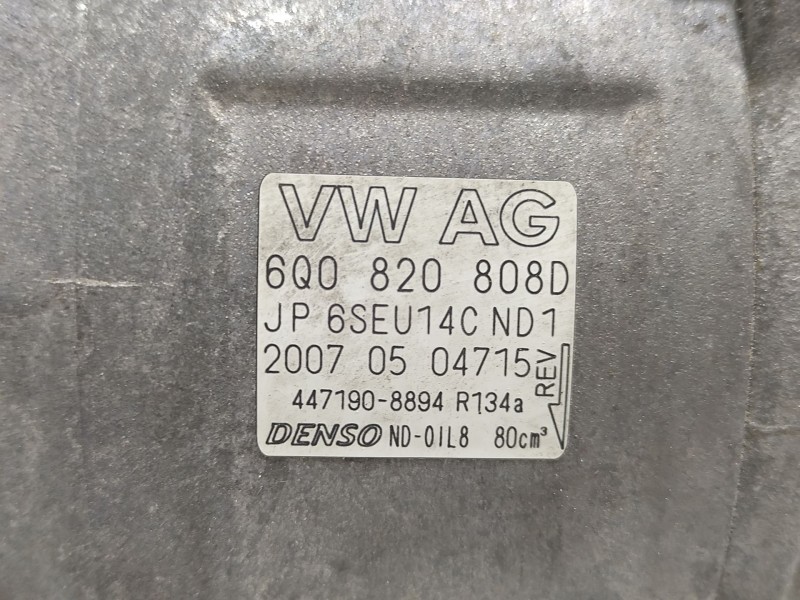 VW AG
6Q0 820 808D
JP 6SEU14C ND1
2007 05 04715
REV
447190-8894 R134a
DENSO ND-OIL8 80cm³